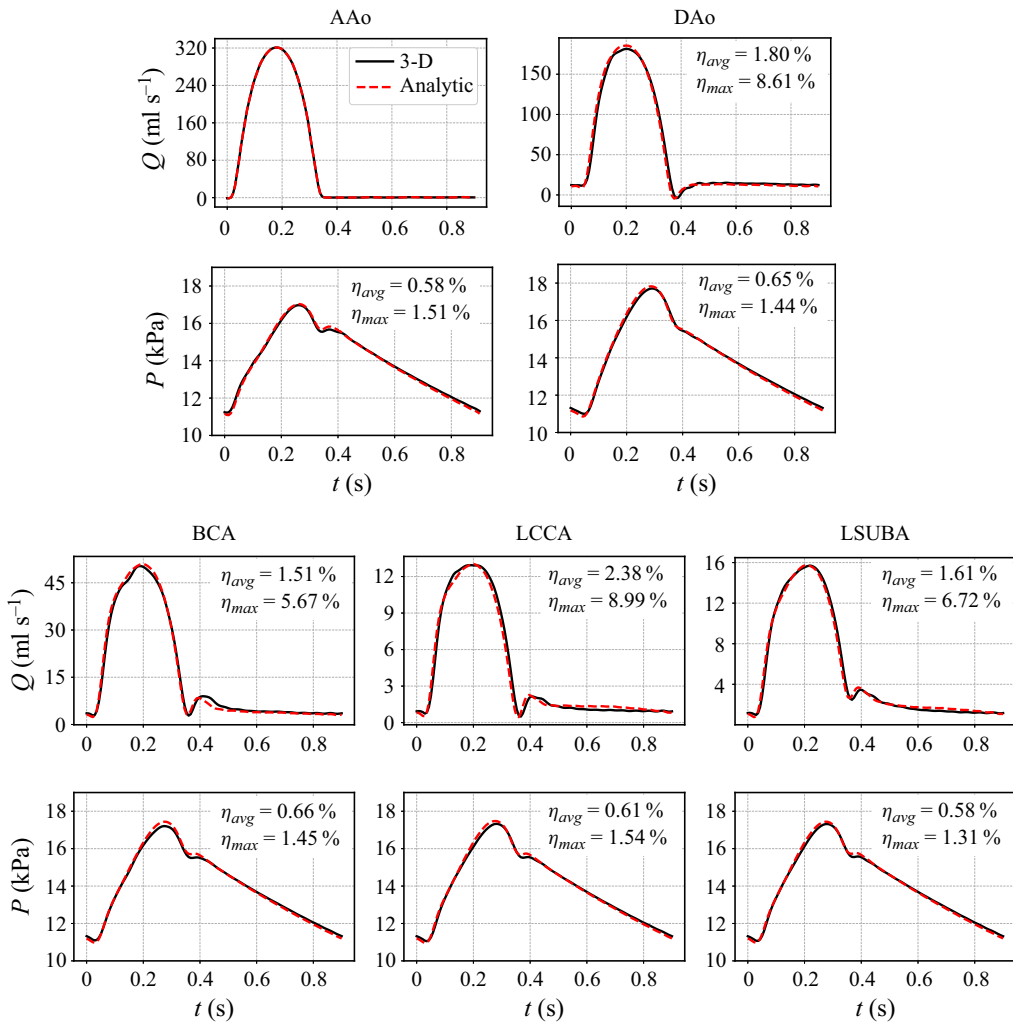 AAo
DAo
320
240
160
80
0
Q (ml s⁻¹)
3-D
Analytic
0 0.2 0.4 0.6 0.8
150
100
50
0
η_avg = 1.80 %
η_max = 8.61 %
0 0.2 0.4 0.6 0.8
18
16
14
12
11
10
P (kPa)
η_avg = 0.58 %
η_max = 1.51 %
0 0.2 0.4 0.6 0.8
t (s)
18
16
14
12
10
η_avg = 0.65 %
η_max = 1.44 %
0 0.2 0.4 0.6 0.8
t (s)
BCA
LCCA
LSUBA
45
30
15
0
Q (ml s⁻¹)
η_avg = 1.51 %
η_max = 5.67 %
0 0.2 0.4 0.6 0.8
12
9
6
3
0
η_avg = 2.38 %
η_max = 8.99 %
0 0.2 0.4 0.6 0.8
16
12
8
4
η_avg = 1.61 %
η_max = 6.72 %
0 0.2 0.4 0.6 0.8
18
16
14
12
10
P (kPa)
η_avg = 0.66 %
η_max = 1.45 %
0 0.2 0.4 0.6 0.8
t (s)
18
16
14
12
10
η_avg = 0.61 %
η_max = 1.54 %
0 0.2 0.4 0.6 0.8
t (s)
18
16
14
12
10
η_avg = 0.58 %
η_max = 1.31 %
0 0.2 0.4 0.6 0.8
t (s)